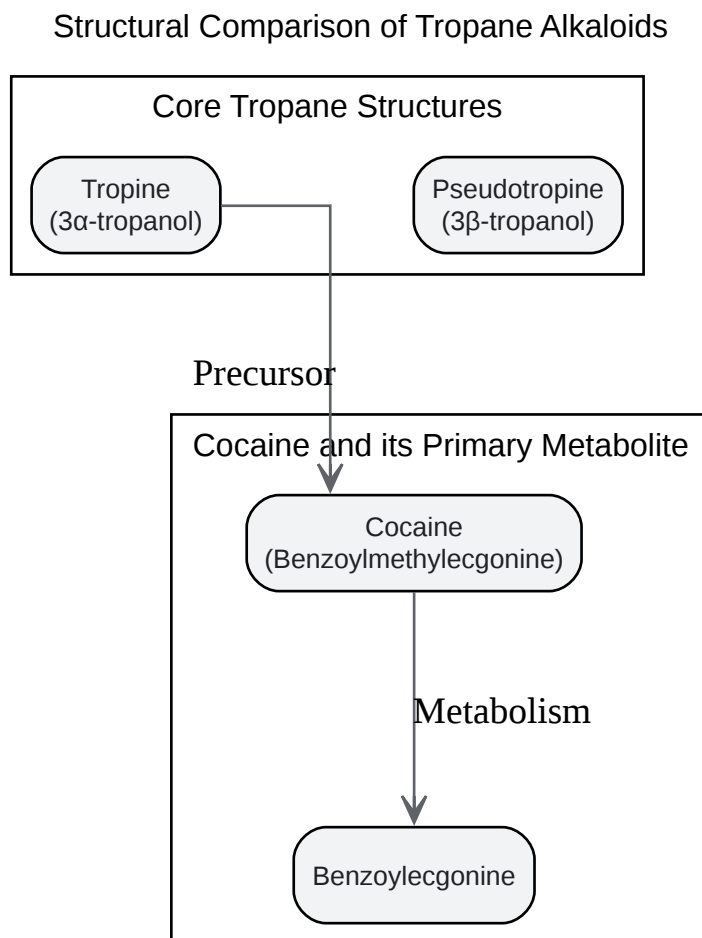 Structural Comparison of Tropane Alkaloids
Core Tropane Structures
Tropine
(3α-tropanol)
Pseudotropine
(3β-tropanol)
Precursor
Cocaine and its Primary Metabolite
Cocaine
(Benzoylmethylecgonine)
Metabolism
Benzoylecgonine